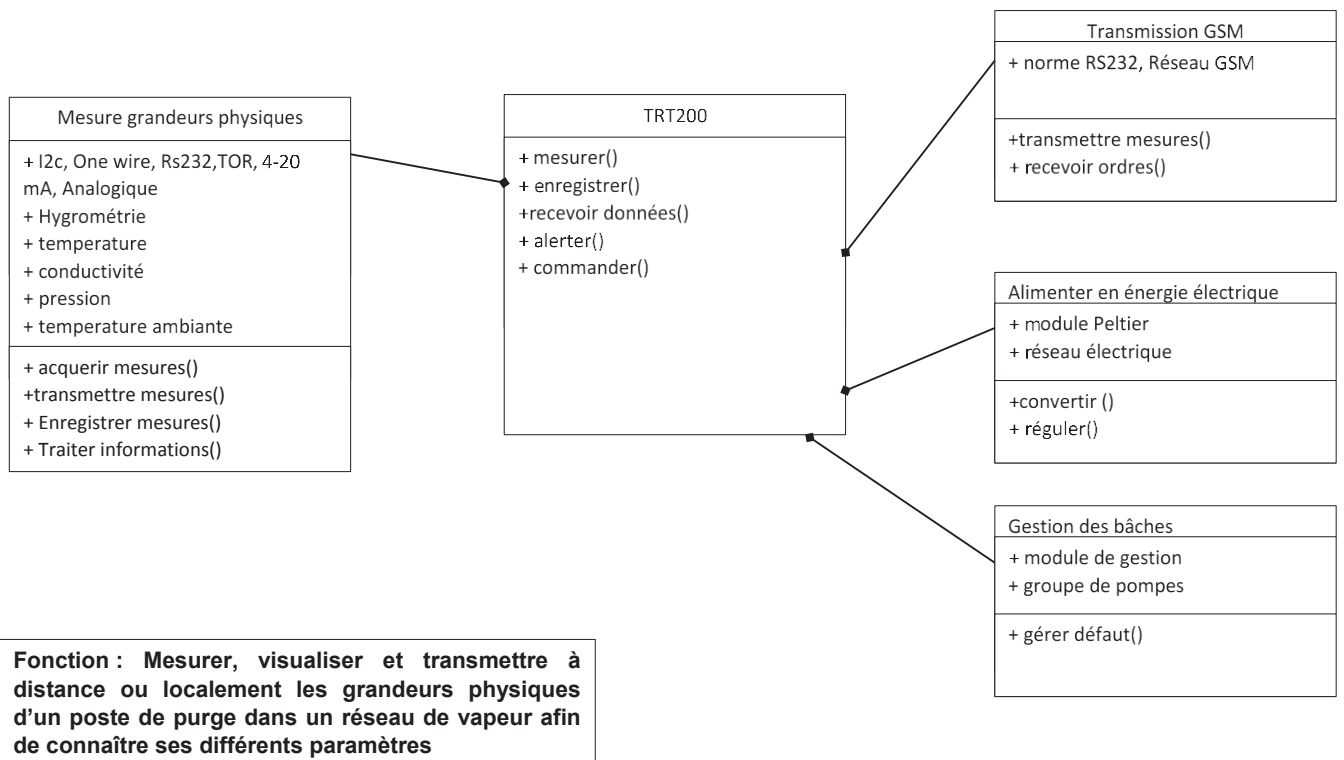 Mesure grandeurs physiques
+ I2c, One wire, Rs232,TOR, 4-20
mA, Analogique
+ Hygrométrie
+ temperature
+ conductivité
+ pression
+ temperature ambiante
+ acquerir mesures()
+transmettre mesures()
+ Enregistrer mesures()
+ Traiter informations()
TRT200
+ mesurer()
+ enregistrer()
+recevoir données()
+ alerter()
+ commander()
Transmission GSM
+ norme RS232, Réseau GSM
+transmettre mesures()
+ recevoir ordres()
Alimenter en énergie électrique
+ module Peltier
+ réseau électrique
+convertir ()
+ réguler()
Gestion des bâches
+ module de gestion
+ groupe de pompes
+ gérer défaut()
Fonction : Mesurer, visualiser et transmettre à
distance ou localement les grandeurs physiques
d'un poste de purge dans un réseau de vapeur afin
de connaître ses différents paramètres